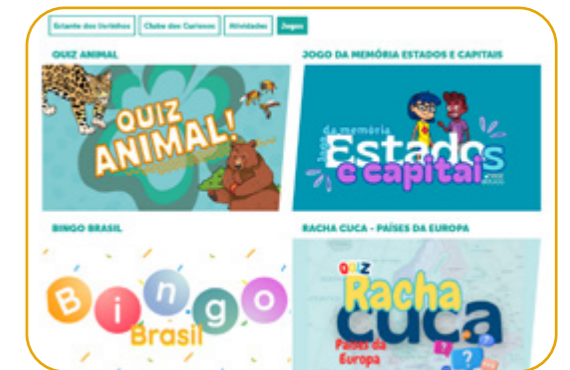 Estante dos livrinhos Clube dos Curiosos Atividades Jogos
QUIZ ANIMAL JOGO DA MEMÓRIA ESTADOS E CAPITAIS
QUIZ
ANIMAL!
Jogo
da memória
Estados
e capitais
BINGO BRASIL RACHA CUCA - PAÍSES DA EUROPA
Bingo
Brasil
QUIZ
Racha
cuca
Países da
Europa